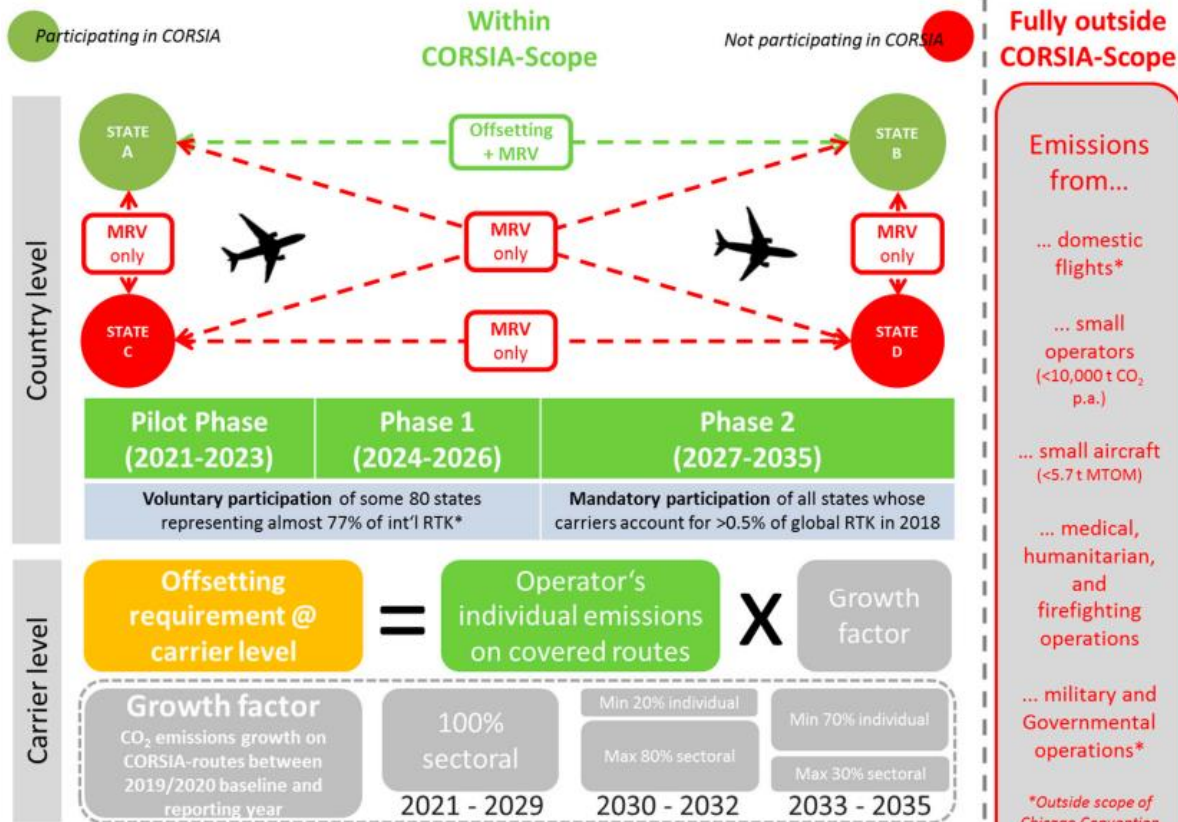 Participating in CORSIA
Within
CORSIA-Scope
Not participating in CORSIA
Fully outside
CORSIA-Scope
Country level
STATE
A
Offsetting
+ MRV
STATE
B
MRV
only
MRV
only
MRV
only
STATE
C
MRV
only
STATE
D
Pilot Phase
(2021-2023)
Phase 1
(2024-2026)
Phase 2
(2027-2035)
Voluntary participation of some 80 states
representing almost 77% of int'l RTK*
Mandatory participation of all states whose
carriers account for >0.5% of global RTK in 2018
Carrier level
Offsetting
requirement @
carrier level
=
Operator's
individual emissions
on covered routes
X
Growth
factor
Growth factor
CO₂ emissions growth on
CORSIA-routes between
2019/2020 baseline and
reporting year
100%
sectoral
2021 - 2029
Min 20% individual
Max 80% sectoral
2030 - 2032
Min 70% individual
Max 30% sectoral
2033 - 2035
Emissions
from...
... domestic
flights*
... small
operators
(<10,000 t CO₂
p.a.)
... small aircraft
(<5.7 t MTOM)
... medical,
humanitarian,
and
firefighting
operations
... military and
Governmental
operations*
*Outside scope of
Chicago Convention